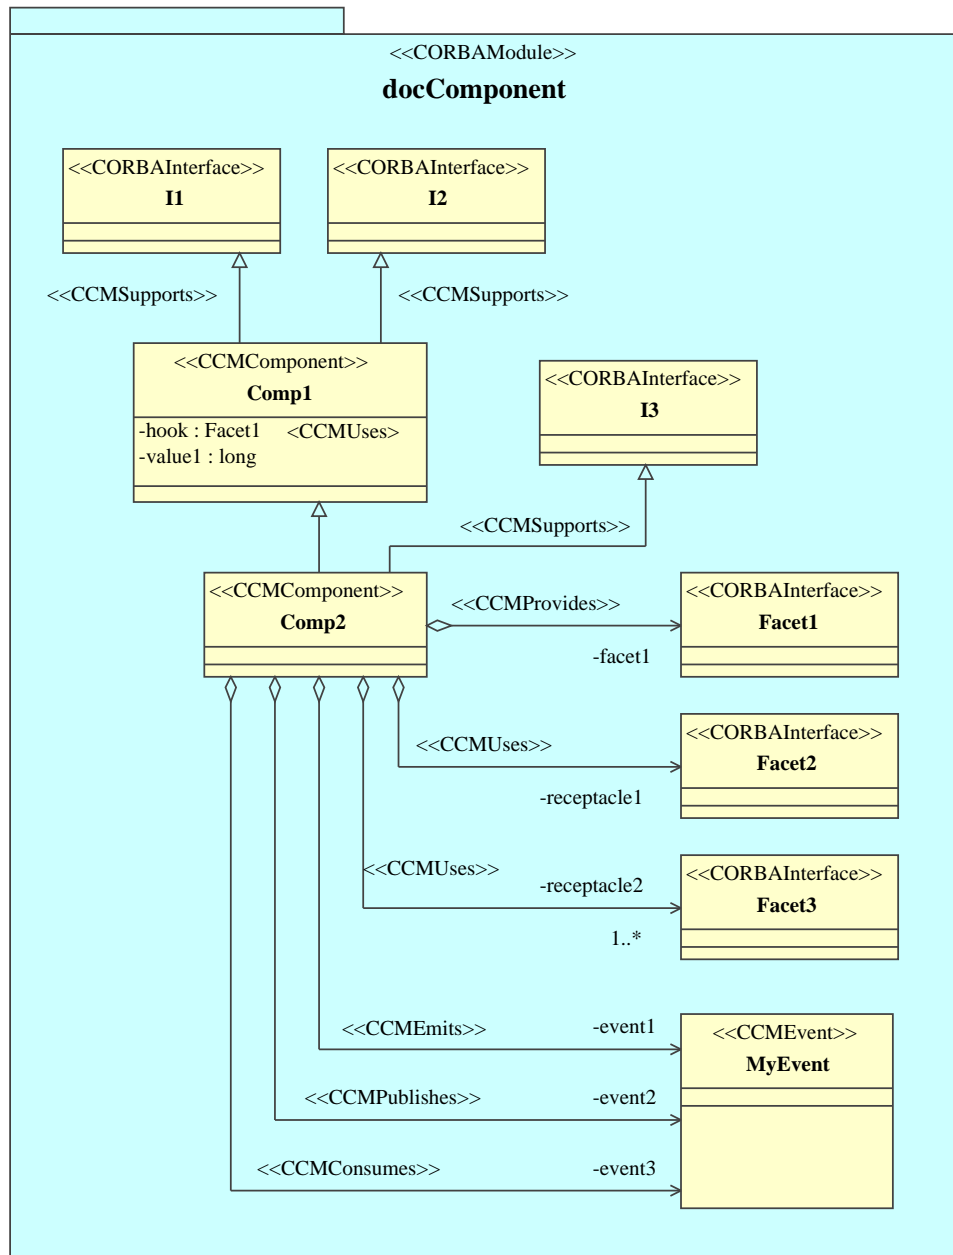 <<CORBAModule>>
docComponent
<<CORBAInterface>>
I1
<<CORBAInterface>>
I2
<<CCMSupports>>
<<CCMSupports>>
<<CCMComponent>>
Comp1
-hook : Facet1 <CCMUses>
-value1 : long
<<CORBAInterface>>
I3
<<CCMSupports>>
<<CCMComponent>>
Comp2
<<CCMProvides>>
-facet1
<<CORBAInterface>>
Facet1
<<CCMUses>>
-receptacle1
<<CORBAInterface>>
Facet2
<<CCMUses>>
-receptacle2
1..*
<<CORBAInterface>>
Facet3
<<CCMEmits>>
-event1
<<CCMEvent>>
MyEvent
<<CCMPublishes>>
-event2
<<CCMConsumes>>
-event3